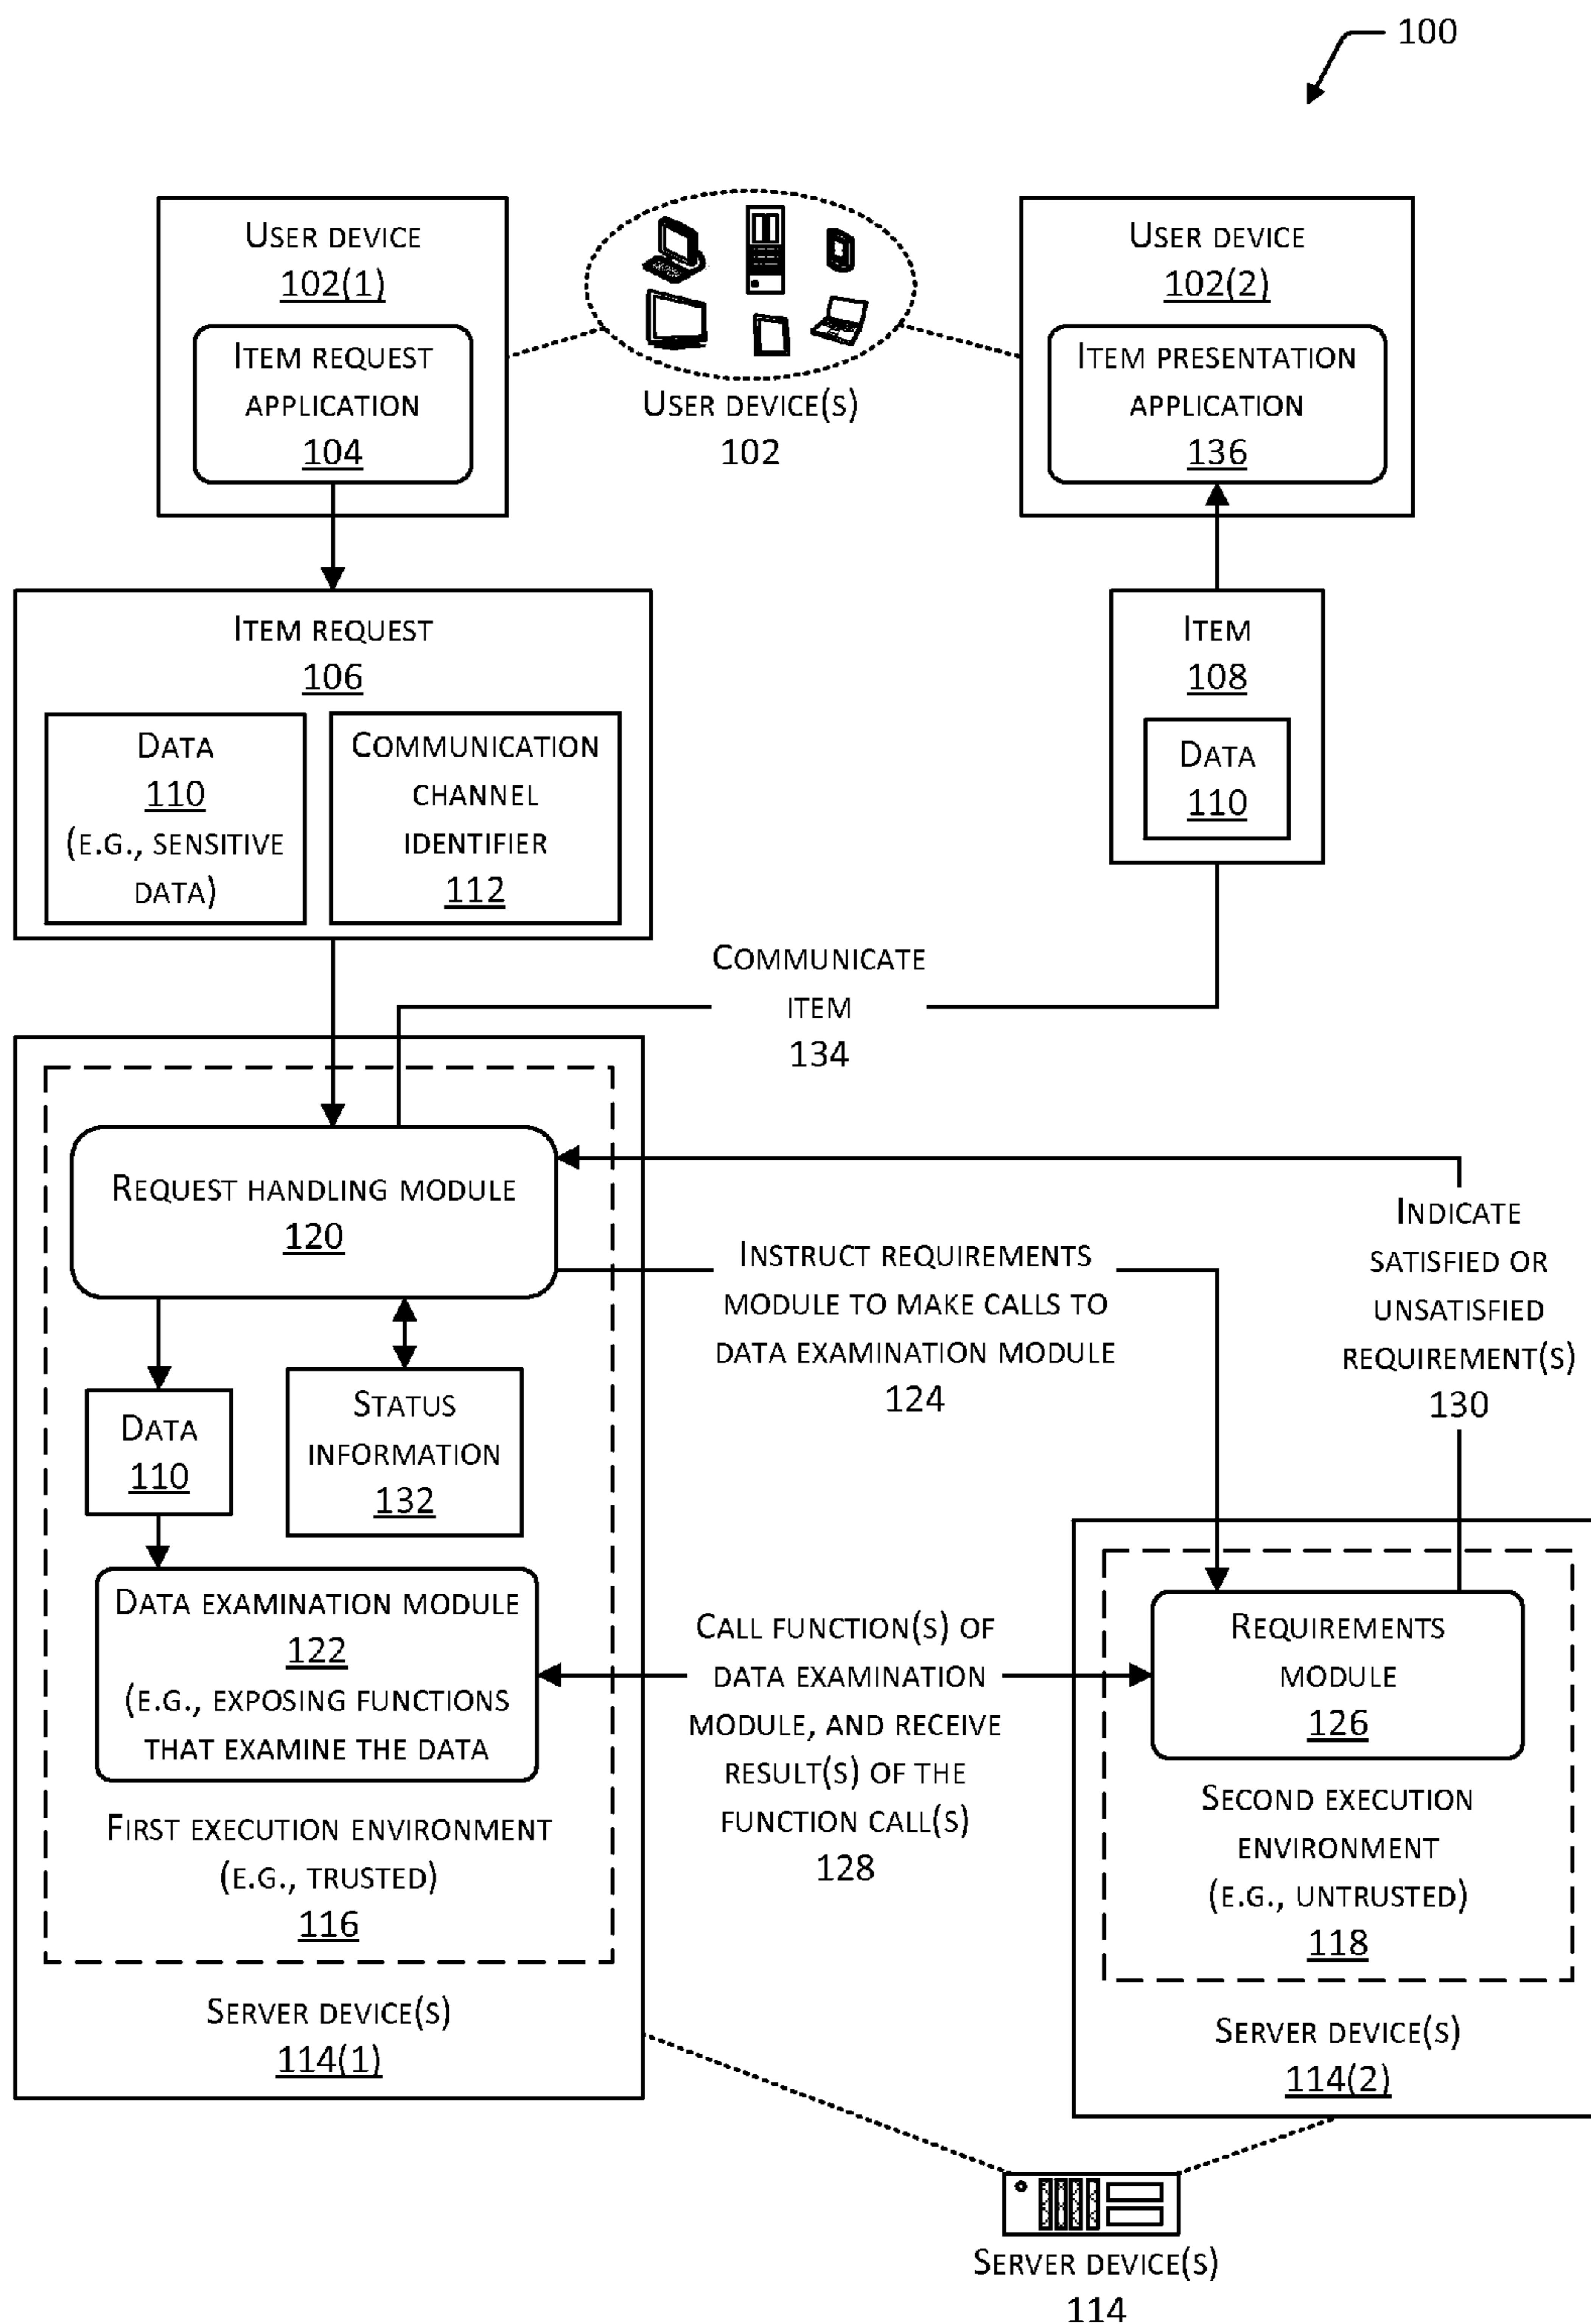 100
User device
102(1)
Item request
application
104
User device(s)
102
User device
102(2)
Item presentation
application
136
Item request
106
Data
110
(e.g., sensitive
data)
Communication
channel
identifier
112
Item
108
Data
110
Communicate
item
134
Request handling module
120
Instruct requirements
module to make calls to
data examination module
124
Indicate
satisfied or
unsatisfied
requirement(s)
130
Data
110
Status
information
132
Data examination module
122
(e.g., exposing functions
that examine the data
First execution environment
(e.g., trusted)
116
Server device(s)
114(1)
Call function(s) of
data examination
module, and receive
result(s) of the
function call(s)
128
Requirements
module
126
Second execution
environment
(e.g., untrusted)
118
Server device(s)
114(2)
Server device(s)
114